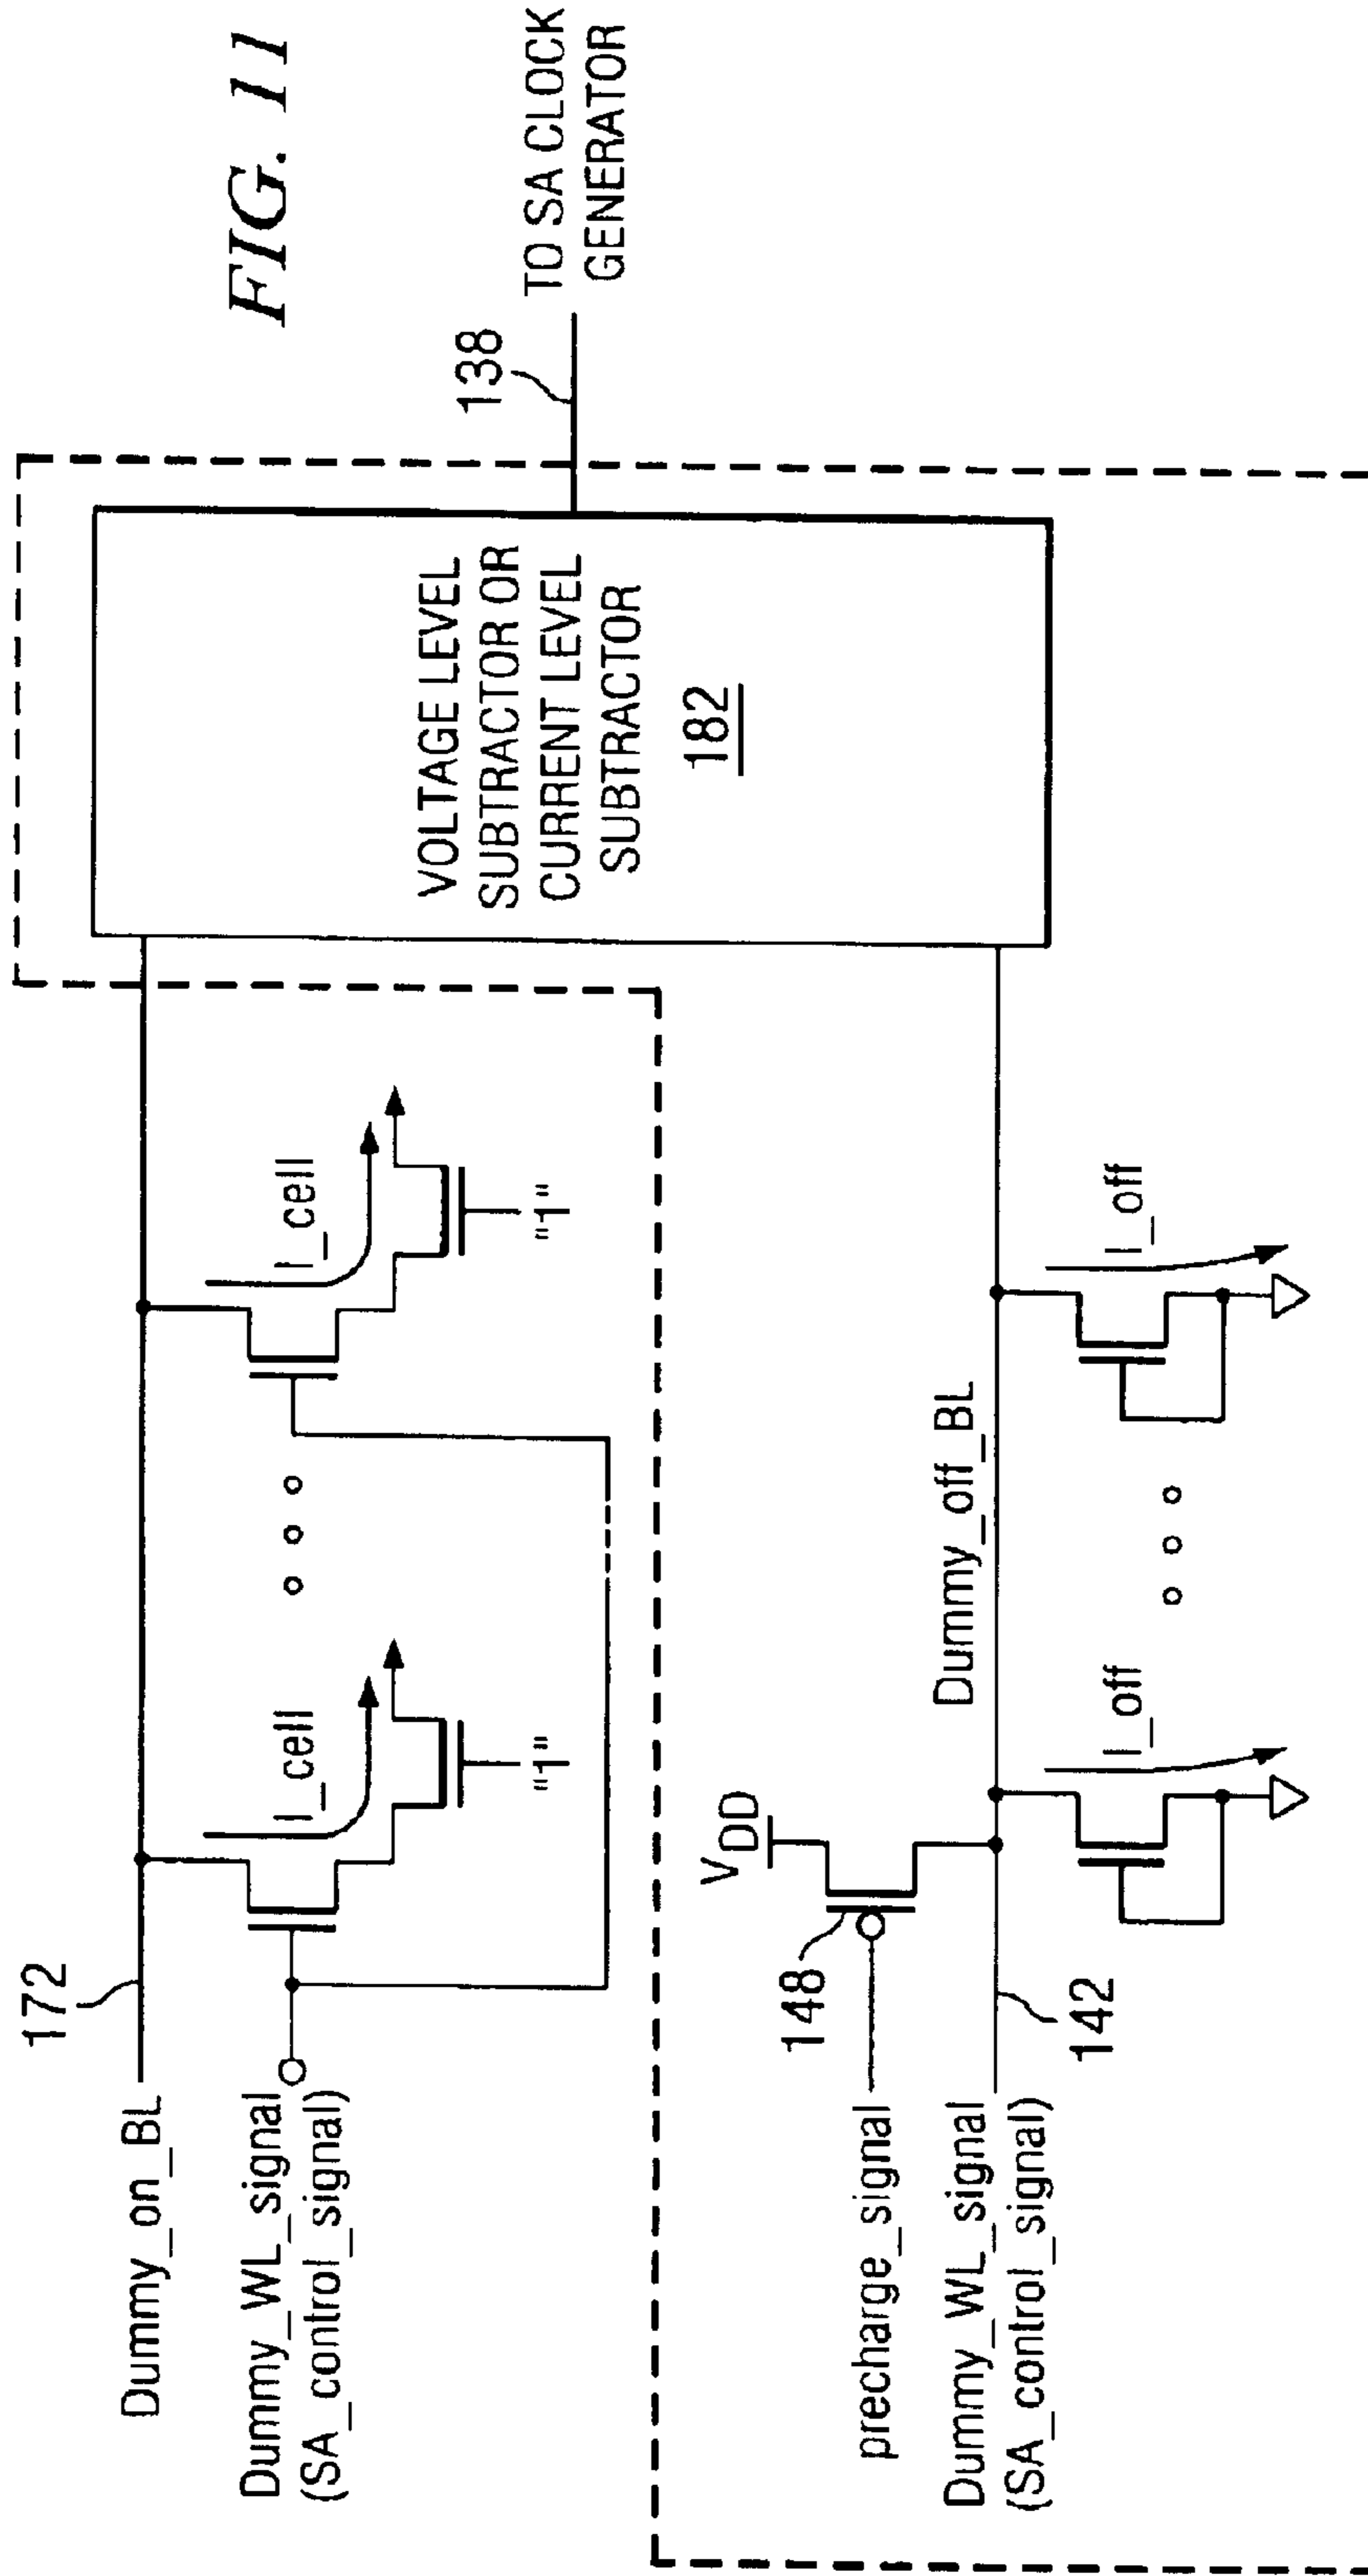 FIG. 11
172
Dummy_on_BL
I_cell
I_cell
Dummy_WL_signal
(SA_control_signal)
"1"
"1"
VOLTAGE LEVEL
SUBTRACTOR OR
CURRENT LEVEL
SUBTRACTOR
182
138
TO SA CLOCK
GENERATOR
VDD
148
precharge_signal
Dummy_off_BL
Dummy_WL_signal
(SA_control_signal)
142
I_off
I_off